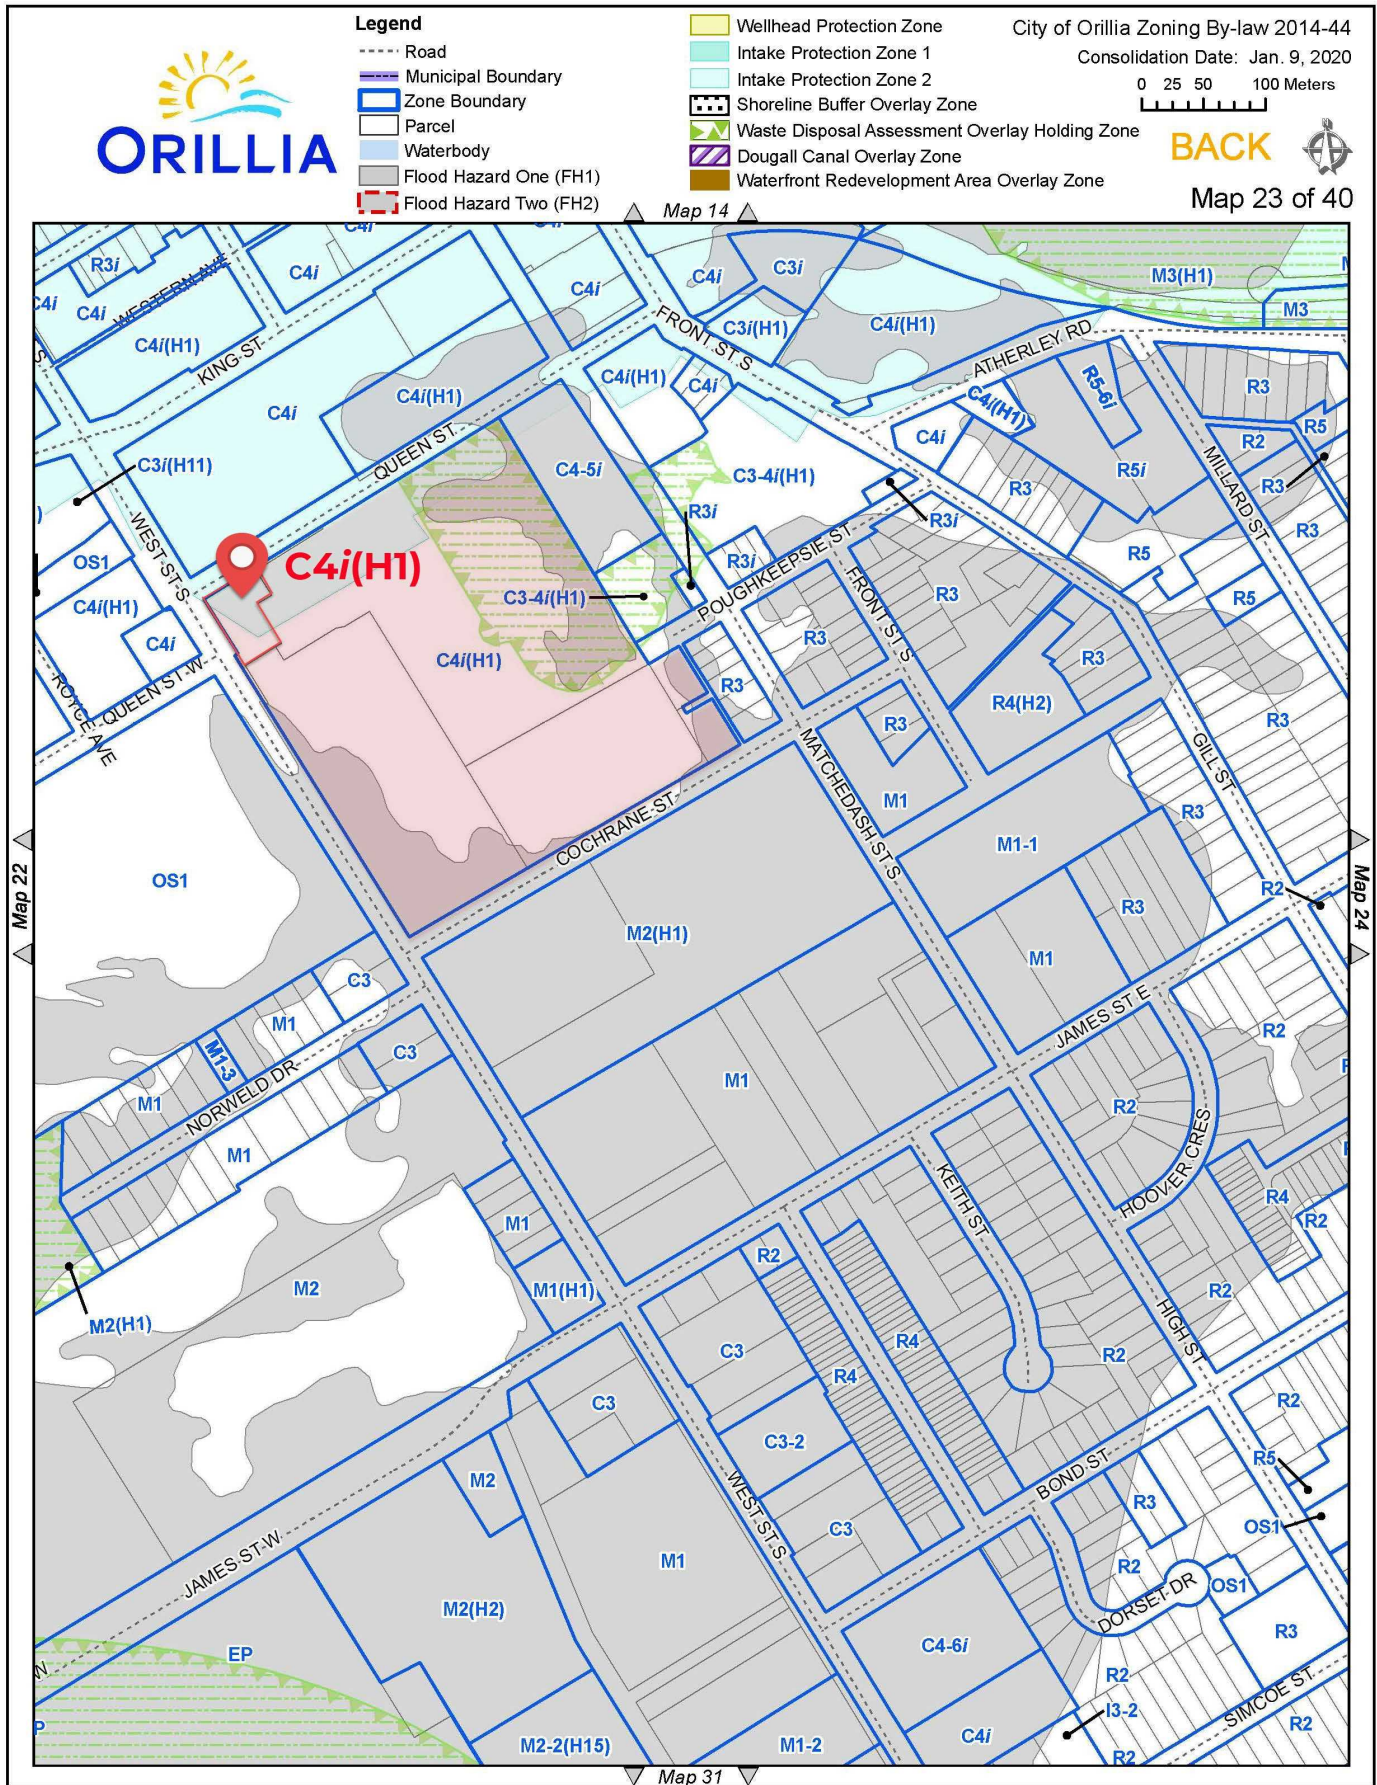 Legend
Road
Municipal Boundary
Zone Boundary
Parcel
Waterbody
Flood Hazard One (FH1)
Flood Hazard Two (FH2)
Wellhead Protection Zone
Intake Protection Zone 1
Intake Protection Zone 2
Shoreline Buffer Overlay Zone
Waste Disposal Assessment Overlay Holding Zone
Dougall Canal Overlay Zone
Waterfront Redevelopment Area Overlay Zone
City of Orillia Zoning By-law 2014-44
Consolidation Date: Jan. 9, 2020
0 25 50 100 Meters
BACK
Map 23 of 40
ORILLIA
Map 14
C4i
R3i
C4i
C4i
C4i
C4i
C3i
M3(H1)
C4i
C4i
WESTERN AVE
C4i(H1)
KING ST
FRONT ST S
C3i(H1)
C4i(H1)
M3
ATHERLEY RD
C4i
C4i(H1)
C4i(H1)
C4i
C4i(H1)
R5-6i
R3
C4i
R5
R2
QUEEN ST
C3i(H11)
C4-5i
C3-4i(H1)
R5i
MILLARD ST
R3
R3
R3i
R3i
R3
WEST ST S
OS1
C4i(H1)
C4i(H1)
C4i
R3i
POUGHKEEPSIE ST
FRONT ST S
R3
R5
R5
C3-4i(H1)
R3
R3
C4i(H1)
QUEEN ST W
ROYCE AVE
R3
R4(H2)
R3
R3
MATCHEDASH ST S
GILL ST
M1
R3
COCHRANE ST
M1-1
Map 22
OS1
Map 24
R2
R3
M2(H1)
M1
C3
M1
M1-3
NORWELD DR
C3
M1
M1
M1
JAMES ST E
R2
R2
HOOVER CRES
KEITH ST
R4
R2
M1
R2
M2
M1(H1)
M2(H1)
R2
HIGH ST
C3
R4
R4
R2
C3
R2
C3-2
BOND ST
R5
M2
WEST ST S
R3
C3
OS1
JAMES ST W
M1
R2
OS1
DORSET DR
M2(H2)
R3
C4-6i
EP
R2
SIMCOE ST
I3-2
R2
C4i
M2-2(H15)
M1-2
R2
Map 31